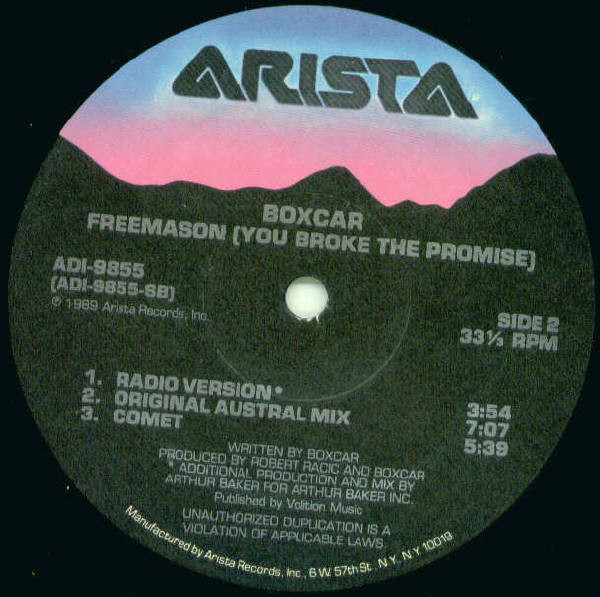 ARISTA
BOXCAR
FREEMASON (YOU BROKE THE PROMISE)
ADI-9855
(ADI-9855-SB)
℗ 1989 Arista Records, Inc.
SIDE 2
33⅓ RPM
1. RADIO VERSION* 3:54
2. ORIGINAL AUSTRAL MIX 7:07
3. COMET 5:39
WRITTEN BY BOXCAR
PRODUCED BY ROBERT RACIC AND BOXCAR
* ADDITIONAL PRODUCTION AND MIX BY
ARTHUR BAKER FOR ARTHUR BAKER INC.
Published by Volition Music
UNAUTHORIZED DUPLICATION IS A
VIOLATION OF APPLICABLE LAWS.
Manufactured by Arista Records, Inc., 6 W. 57th St. N.Y. N.Y. 10019